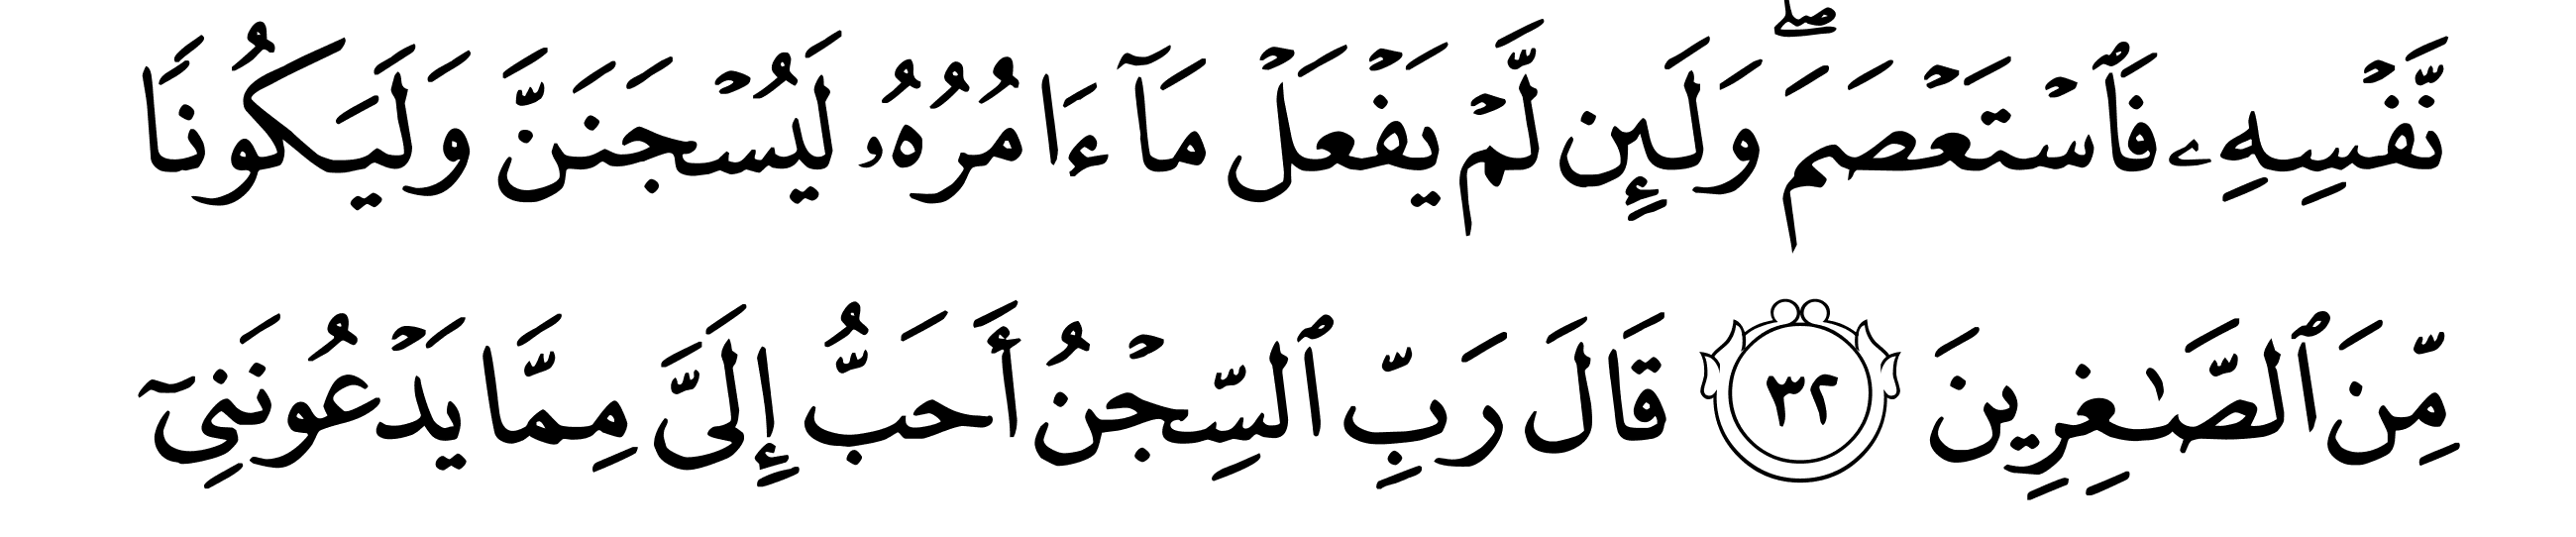 نَّفۡسِهِۦ فَٱسۡتَعۡصَمَۖ وَلَئِن لَّمۡ يَفۡعَلۡ مَآ ءَامُرُهُۥ لَيُسۡجَنَنَّ وَلَيَكُونٗا
مِّنَ ٱلصَّٰغِرِينَ ٣٢ قَالَ رَبِّ ٱلسِّجۡنُ أَحَبُّ إِلَيَّ مِمَّا يَدۡعُونَنِيٓ